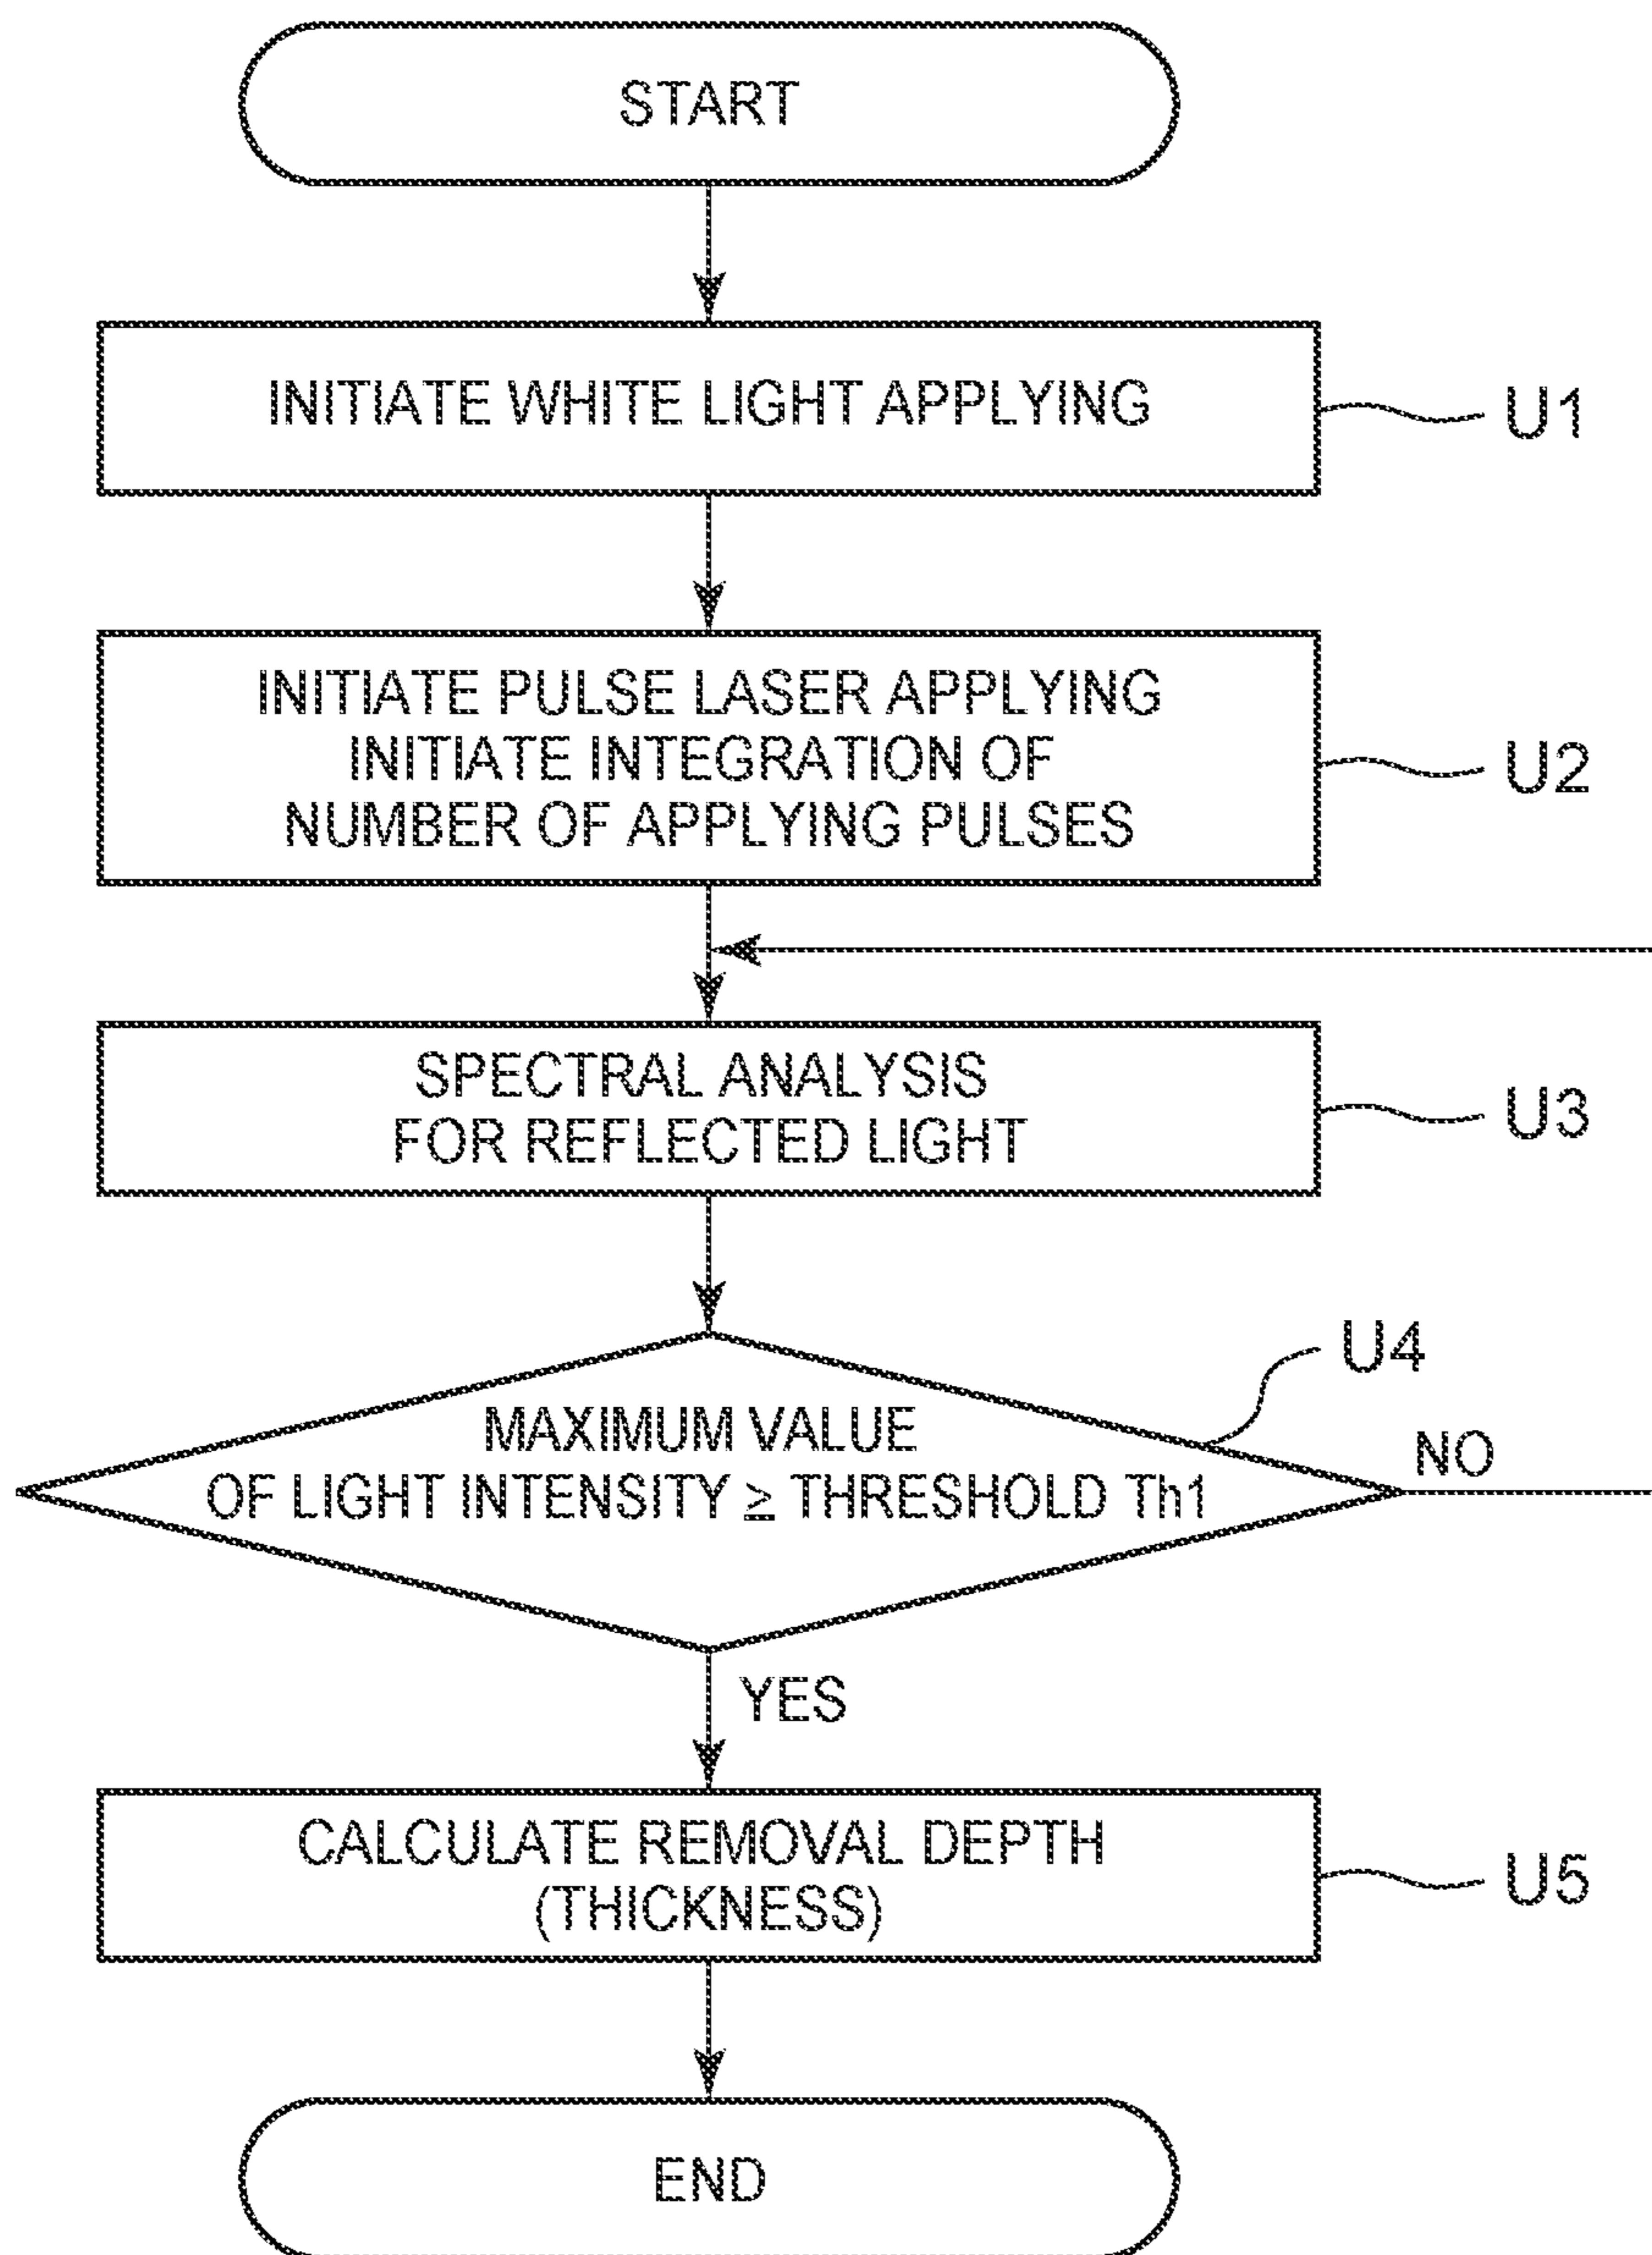 START
INITIATE WHITE LIGHT APPLYING
U1
INITIATE PULSE LASER APPLYING
INITIATE INTEGRATION OF
NUMBER OF APPLYING PULSES
U2
SPECTRAL ANALYSIS
FOR REFLECTED LIGHT
U3
U4
MAXIMUM VALUE
OF LIGHT INTENSITY ≥ THRESHOLD Th1
NO
YES
CALCULATE REMOVAL DEPTH
(THICKNESS)
U5
END